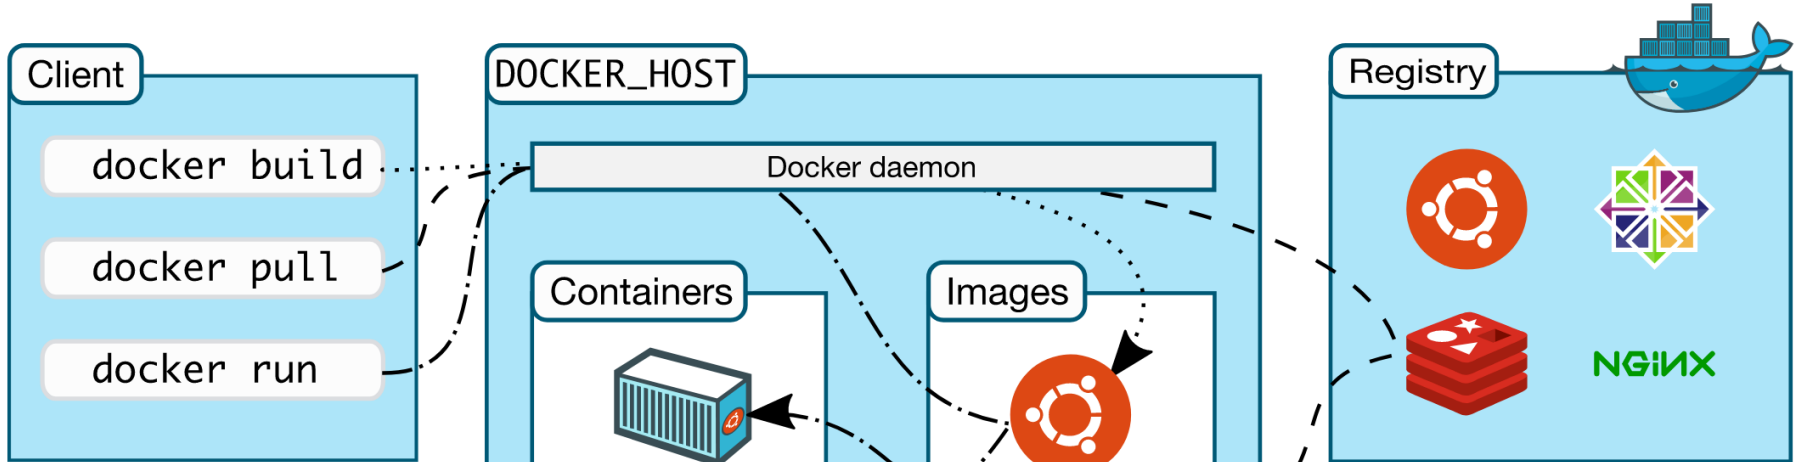 Client
docker build
docker pull
docker run
DOCKER_HOST
Docker daemon
Containers
Images
Registry
NGiNX